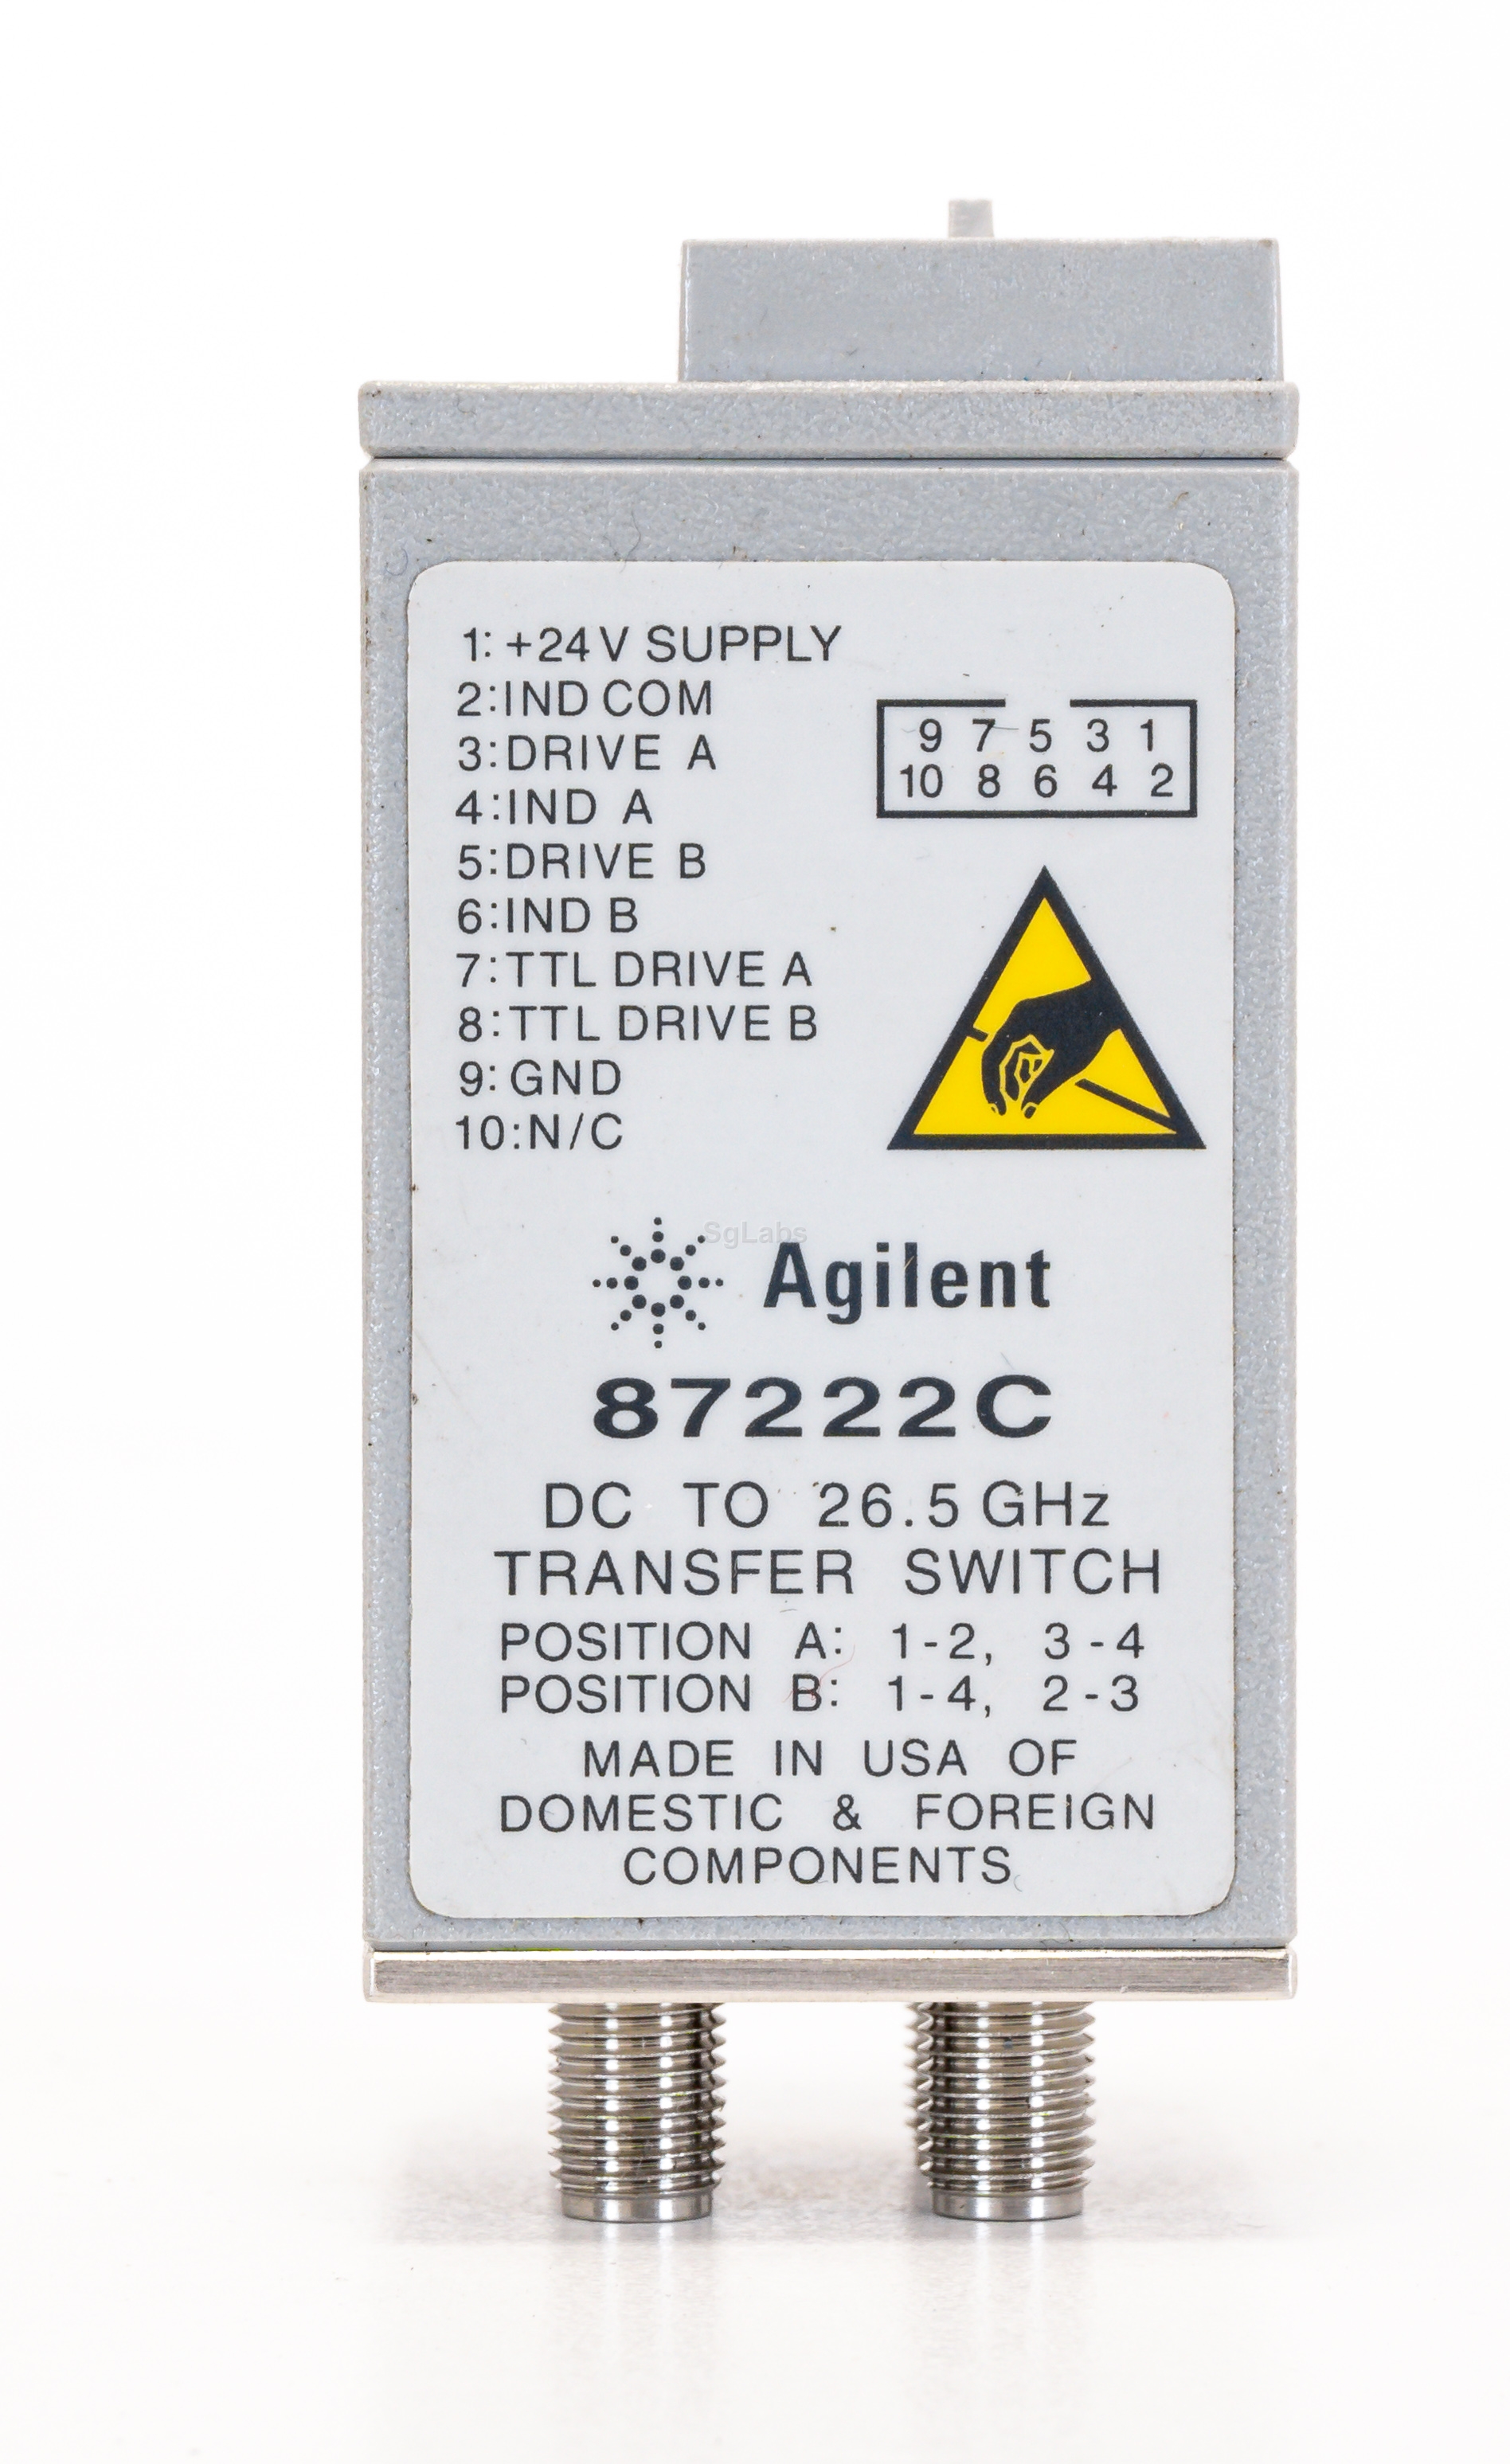 1: +24V SUPPLY
2:IND COM
3:DRIVE A
4:IND A
5:DRIVE B
6:IND B
7:TTL DRIVE A
8:TTL DRIVE B
9: GND
10:N/C
9 7 5 3 1
10 8 6 4 2
SgLabs
Agilent
87222C
DC TO 26.5 GHz
TRANSFER SWITCH
POSITION A: 1-2, 3-4
POSITION B: 1-4, 2-3
MADE IN USA OF
DOMESTIC & FOREIGN
COMPONENTS